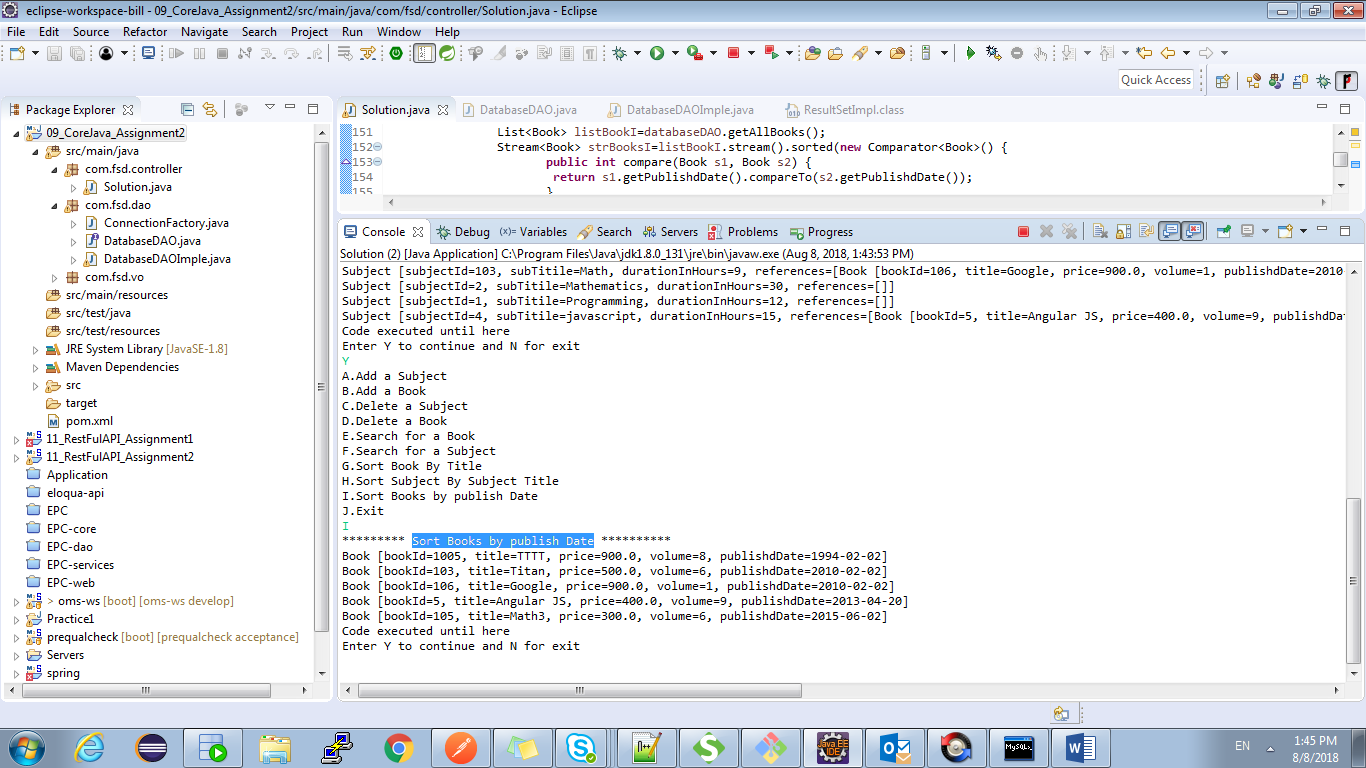 eclipse-workspace-bill - 09_CoreJava_Assignment2/src/main/java/com/fsd/controller/Solution.java - Eclipse
File Edit Source Refactor Navigate Search Project Run Window Help
Quick Access
Package Explorer
09_CoreJava_Assignment2
src/main/java
com.fsd.controller
Solution.java
com.fsd.dao
ConnectionFactory.java
DatabaseDAO.java
DatabaseDAOImple.java
com.fsd.vo
src/main/resources
src/test/java
src/test/resources
JRE System Library [JavaSE-1.8]
Maven Dependencies
src
target
pom.xml
11_RestFulAPI_Assignment1
11_RestFulAPI_Assignment2
Application
eloqua-api
EPC
EPC-core
EPC-dao
EPC-services
EPC-web
> oms-ws [boot] [oms-ws develop]
Practice1
prequalcheck [boot] [prequalcheck acceptance]
Servers
spring
Solution.java DatabaseDAO.java DatabaseDAOImple.java ResultSetImpl.class
151 List<Book> listBookI=databaseDAO.getAllBooks();
152 Stream<Book> strBooksI=listBookI.stream().sorted(new Comparator<Book>() {
153 public int compare(Book s1, Book s2) {
154 return s1.getPublishdDate().compareTo(s2.getPublishdDate());
155 }
Console Debug (x)= Variables Search Servers Problems Progress
Solution (2) [Java Application] C:\Program Files\Java\jdk1.8.0_131\jre\bin\javaw.exe (Aug 8, 2018, 1:43:53 PM)
Subject [subjectId=103, subTitile=Math, durationInHours=9, references=[Book [bookId=106, title=Google, price=900.0, volume=1, publishdDate=2010-
Subject [subjectId=2, subTitile=Mathematics, durationInHours=30, references=[]]
Subject [subjectId=1, subTitile=Programming, durationInHours=12, references=[]]
Subject [subjectId=4, subTitile=javascript, durationInHours=15, references=[Book [bookId=5, title=Angular JS, price=400.0, volume=9, publishdDat
Code executed until here
Enter Y to continue and N for exit
Y
A.Add a Subject
B.Add a Book
C.Delete a Subject
D.Delete a Book
E.Search for a Book
F.Search for a Subject
G.Sort Book By Title
H.Sort Subject By Subject Title
I.Sort Books by publish Date
J.Exit
I
********* Sort Books by publish Date **********
Book [bookId=1005, title=TTTT, price=900.0, volume=8, publishdDate=1994-02-02]
Book [bookId=103, title=Titan, price=500.0, volume=6, publishdDate=2010-02-02]
Book [bookId=106, title=Google, price=900.0, volume=1, publishdDate=2010-02-02]
Book [bookId=5, title=Angular JS, price=400.0, volume=9, publishdDate=2013-04-20]
Book [bookId=105, title=Math3, price=300.0, volume=6, publishdDate=2015-06-02]
Code executed until here
Enter Y to continue and N for exit
EN
1:45 PM
8/8/2018